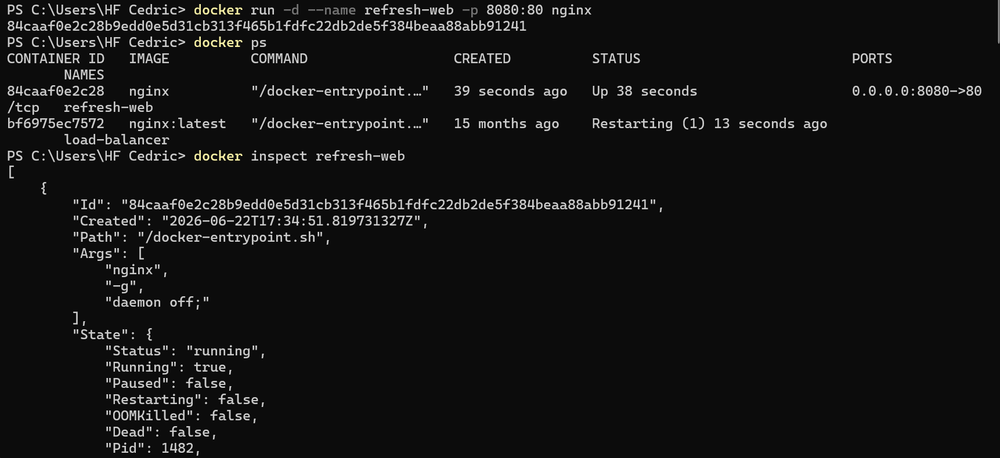 PS C:\Users\HF Cedric> docker run -d --name refresh-web -p 8080:80 nginx
84caaf0e2c28b9edd0e5d31cb313f465b1fdfc22db2de5f384beaa88abb91241
PS C:\Users\HF Cedric> docker ps
CONTAINER ID   IMAGE          COMMAND                  CREATED          STATUS                          PORTS
       NAMES
84caaf0e2c28   nginx          "/docker-entrypoint.…"   39 seconds ago   Up 38 seconds                   0.0.0.0:8080->80
/tcp   refresh-web
bf6975ec7572   nginx:latest   "/docker-entrypoint.…"   15 months ago    Restarting (1) 13 seconds ago
       load-balancer
PS C:\Users\HF Cedric> docker inspect refresh-web
[
    {
        "Id": "84caaf0e2c28b9edd0e5d31cb313f465b1fdfc22db2de5f384beaa88abb91241",
        "Created": "2026-06-22T17:34:51.819731327Z",
        "Path": "/docker-entrypoint.sh",
        "Args": [
            "nginx",
            "-g",
            "daemon off;"
        ],
        "State": {
            "Status": "running",
            "Running": true,
            "Paused": false,
            "Restarting": false,
            "OOMKilled": false,
            "Dead": false,
            "Pid": 1482,